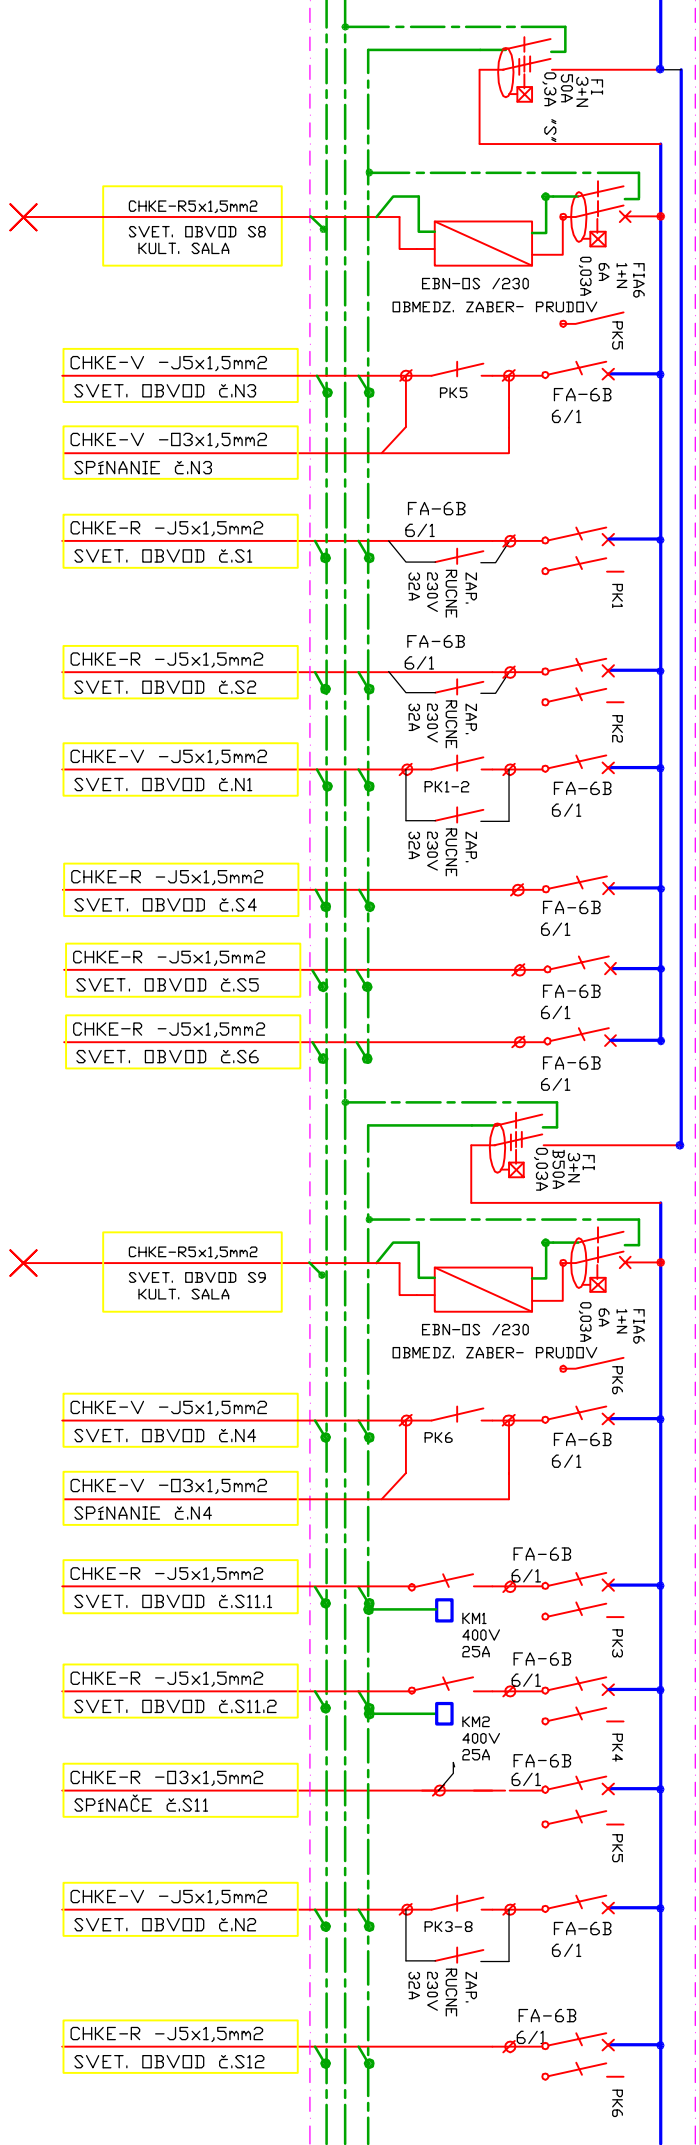 FI
3+N
50A
0,3A "S"
CHKE-R5x1,5mm2
SVET. OBVOD S8
KULT. SALA
FIA6
1+N
6A
0,03A
EBN-OS /230
OBMEDZ. ZABER- PRUDOV
PK5
CHKE-V -J5x1,5mm2
SVET. OBVOD č.N3
PK5
FA-6B
6/1
CHKE-V -O3x1,5mm2
SPíNANIE č.N3
FA-6B
6/1
CHKE-R -J5x1,5mm2
SVET. OBVOD č.S1
ZAP.
RUCNE
230V
32A
PK1
FA-6B
6/1
CHKE-R -J5x1,5mm2
SVET. OBVOD č.S2
ZAP.
RUCNE
230V
32A
PK2
CHKE-V -J5x1,5mm2
SVET. OBVOD č.N1
PK1-2
FA-6B
6/1
ZAP.
RUCNE
230V
32A
CHKE-R -J5x1,5mm2
SVET. OBVOD č.S4
FA-6B
6/1
CHKE-R -J5x1,5mm2
SVET. OBVOD č.S5
FA-6B
6/1
CHKE-R -J5x1,5mm2
SVET. OBVOD č.S6
FA-6B
6/1
FI
3+N
B50A
0,03A
CHKE-R5x1,5mm2
SVET. OBVOD S9
KULT. SALA
FIA6
1+N
6A
0,03A
EBN-OS /230
OBMEDZ. ZABER- PRUDOV
PK6
CHKE-V -J5x1,5mm2
SVET. OBVOD č.N4
PK6
FA-6B
6/1
CHKE-V -O3x1,5mm2
SPíNANIE č.N4
FA-6B
6/1
CHKE-R -J5x1,5mm2
SVET. OBVOD č.S11.1
KM1
400V
25A
PK3
FA-6B
6/1
CHKE-R -J5x1,5mm2
SVET. OBVOD č.S11.2
KM2
400V
25A
PK4
FA-6B
6/1
CHKE-R -O3x1,5mm2
SPíNAČE č.S11
PK5
CHKE-V -J5x1,5mm2
SVET. OBVOD č.N2
PK3-8
FA-6B
6/1
ZAP.
RUCNE
230V
32A
FA-6B
6/1
CHKE-R -J5x1,5mm2
SVET. OBVOD č.S12
PK6